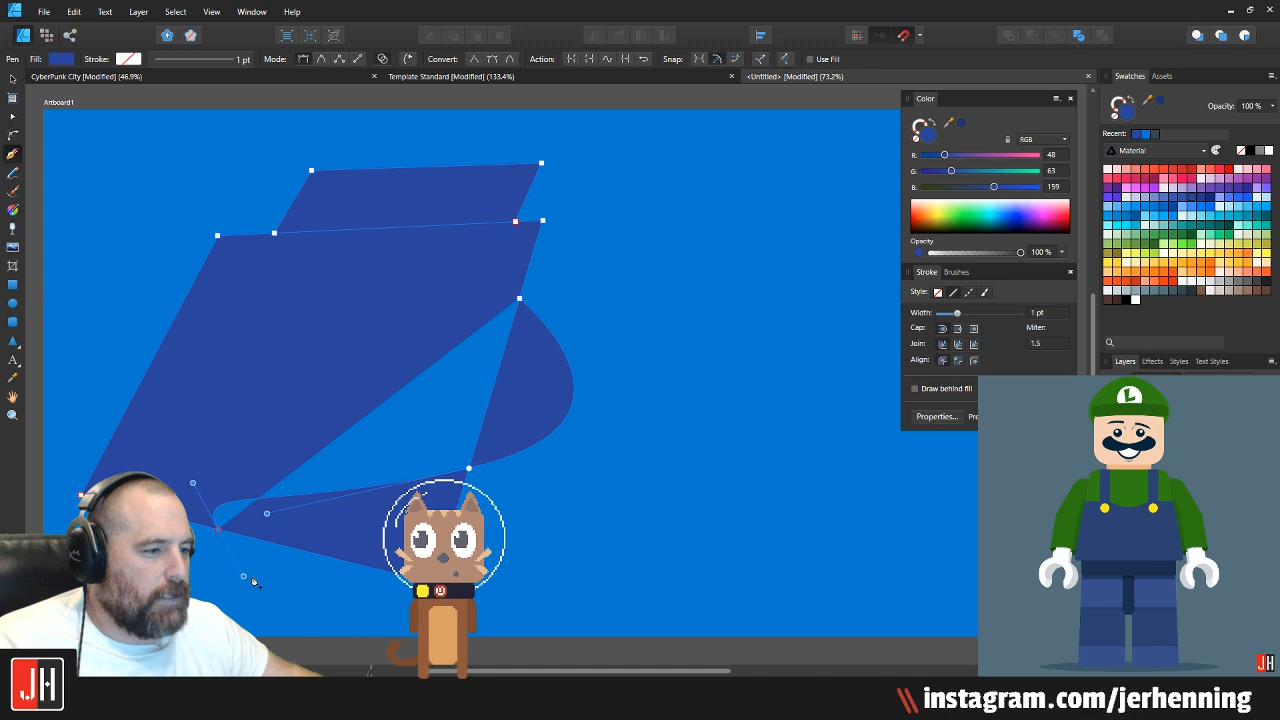 File Edit Text Layer Select View Window Help
Pen Fill: Stroke: 1 pt Mode: Convert: Action: Snap: Use Fill
CyberPunk City [Modified] (46.9%) Template Standard [Modified] (133.4%) <Untitled> [Modified] (73.2%)
Swatches Assets
Artboard1
Color
Opacity: 100 %
RGB
Recent:
R: 48
Material
G: 63
B: 159
Opacity
100 %
Stroke Brushes
Style:
Width: 1 pt
Cap: Miter:
Join: 1.5
Align:
Layers Effects Styles Text Styles
Draw behind fill
Properties...
L
JH
JH
\\ instagram.com/jerhenning